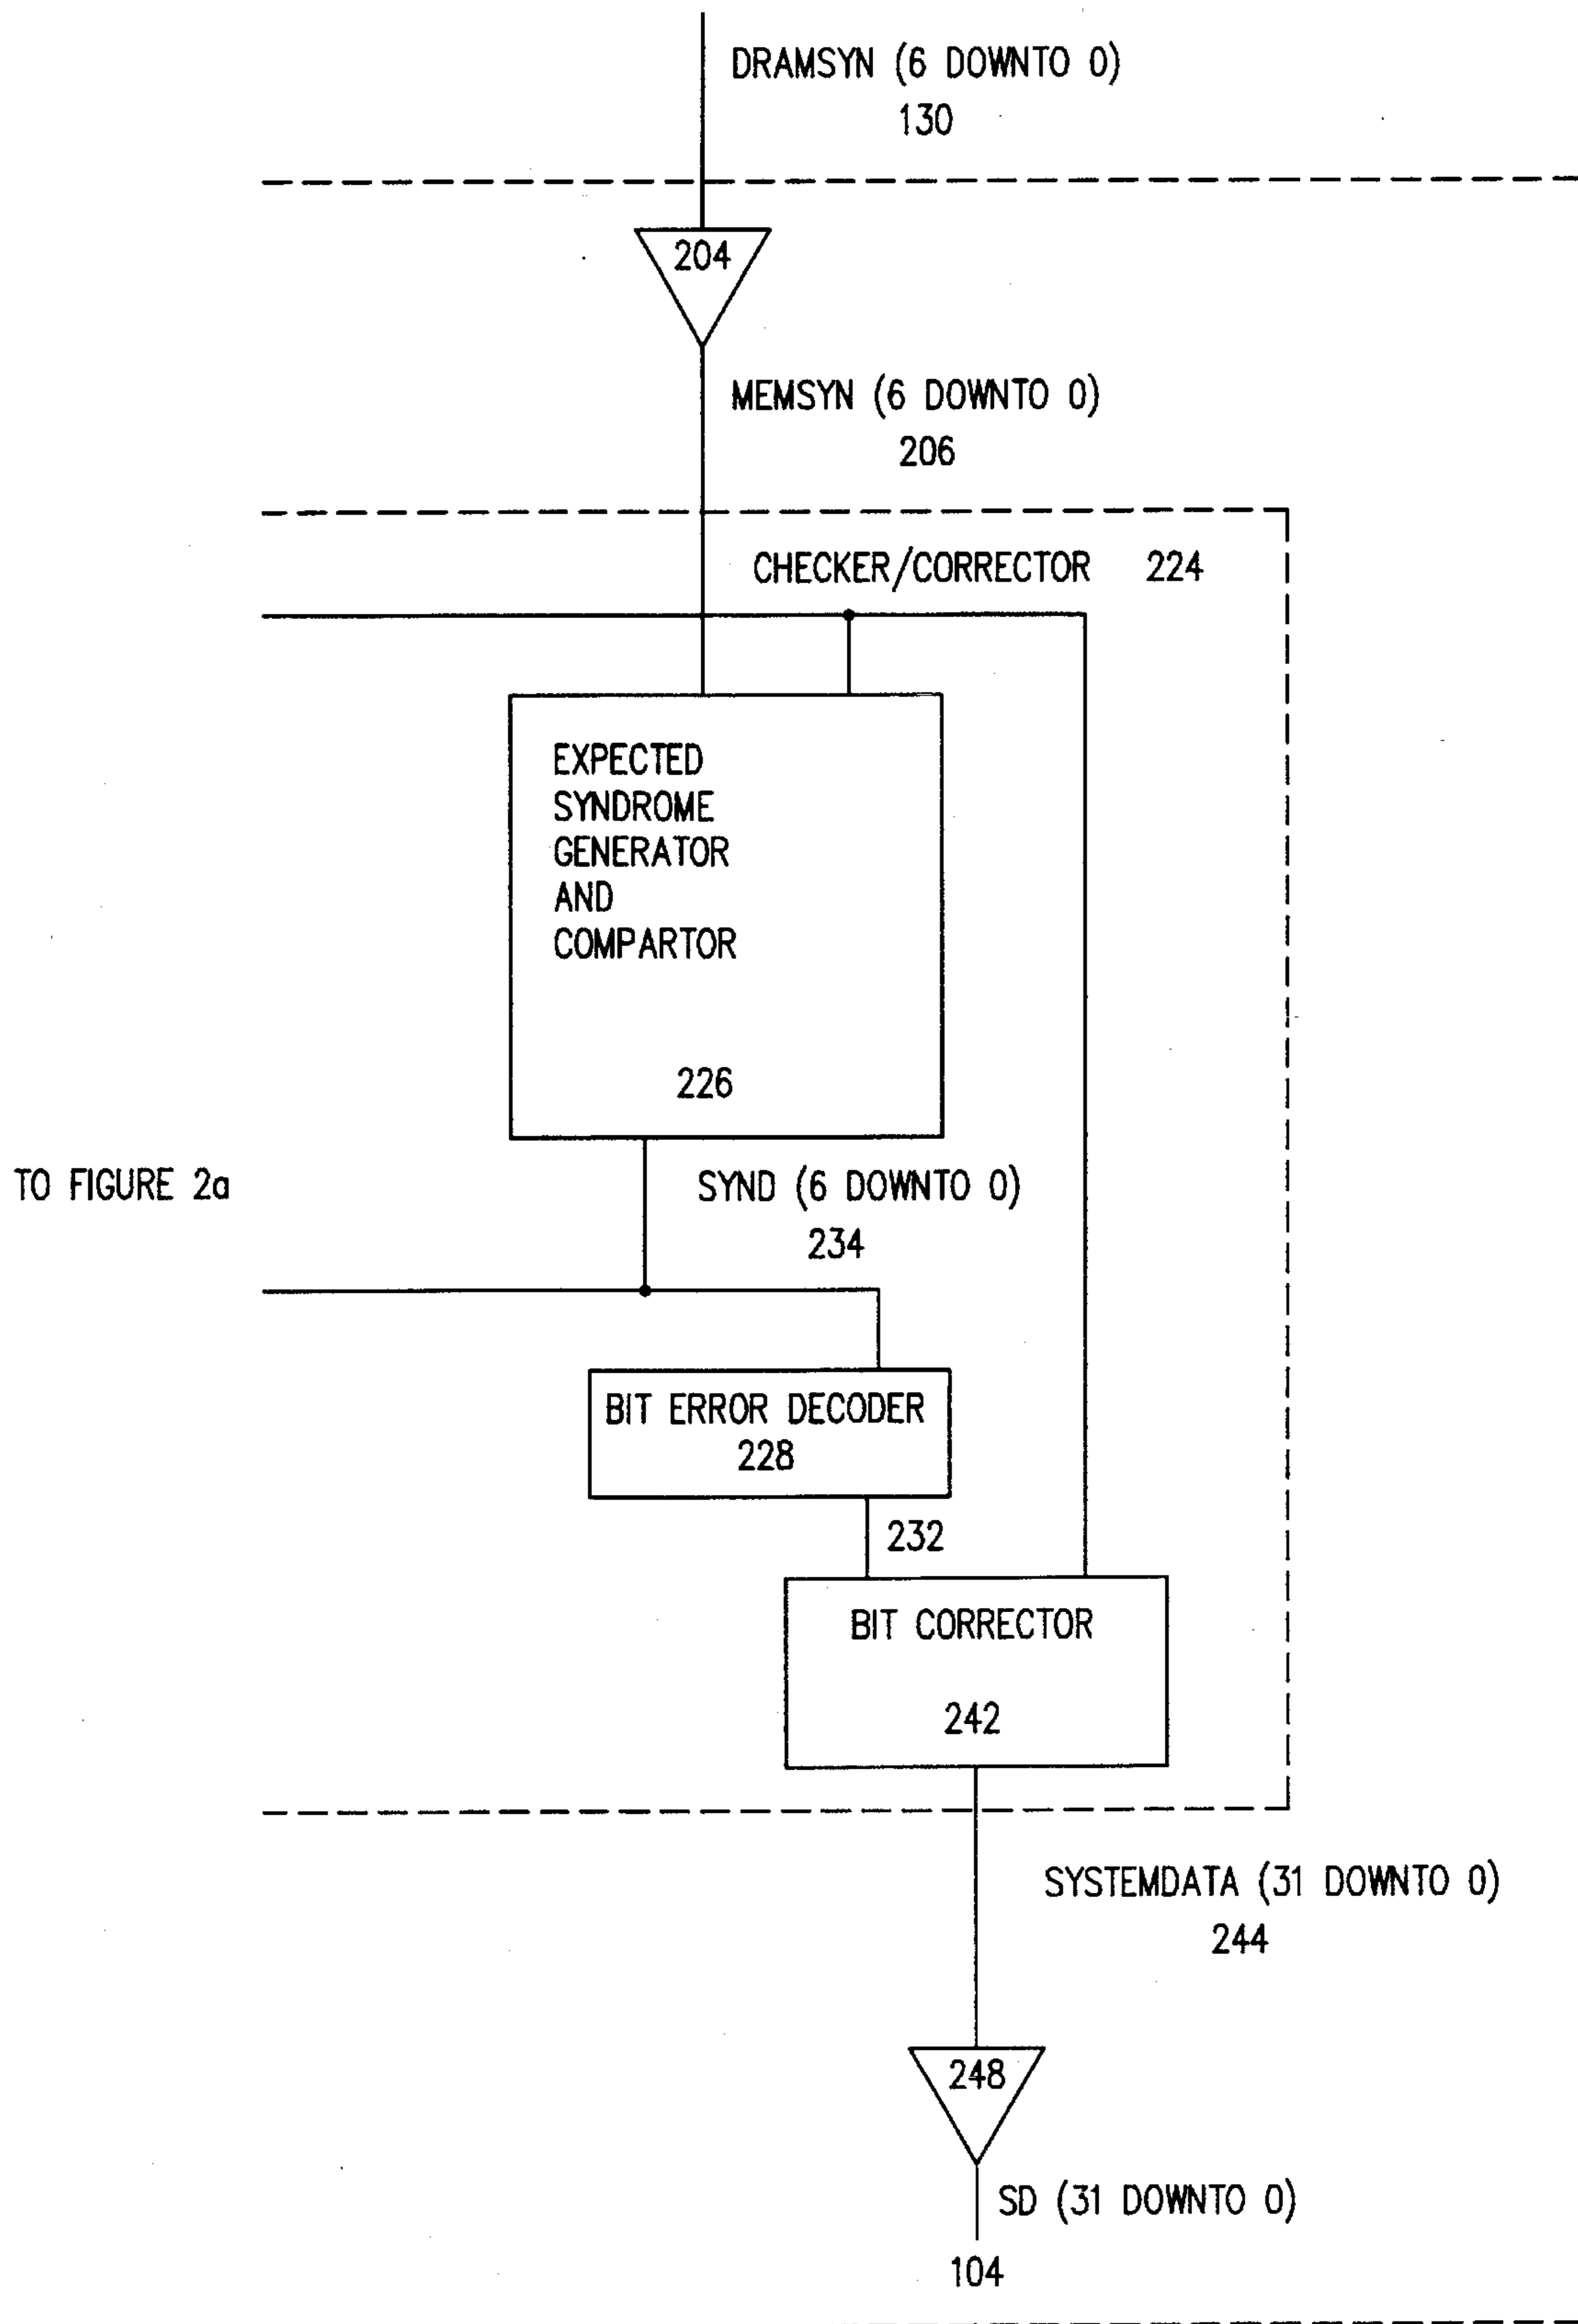 DRAMSYN (6 DOWNTO 0)
130
204
MEMSYN (6 DOWNTO 0)
206
CHECKER/CORRECTOR 224
EXPECTED
SYNDROME
GENERATOR
AND
COMPARTOR
226
TO FIGURE 2a
SYND (6 DOWNTO 0)
234
BIT ERROR DECODER
228
232
BIT CORRECTOR
242
SYSTEMDATA (31 DOWNTO 0)
244
248
SD (31 DOWNTO 0)
104